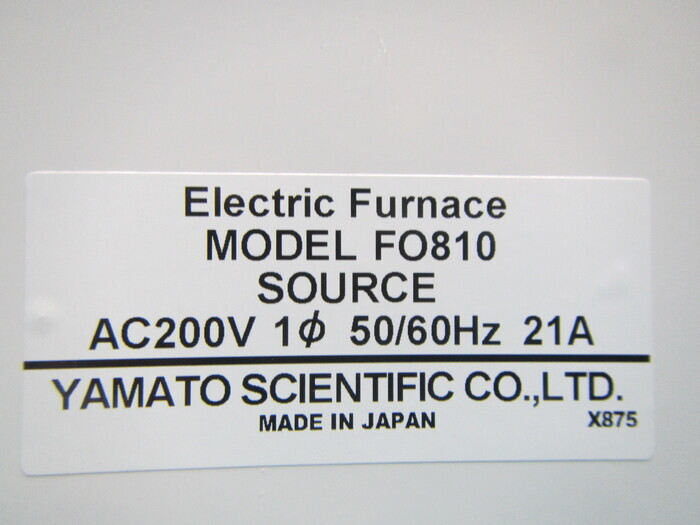 Electric Furnace
MODEL FO810
SOURCE
AC200V 1ϕ 50/60Hz 21A
YAMATO SCIENTIFIC CO.,LTD.
MADE IN JAPAN
X875